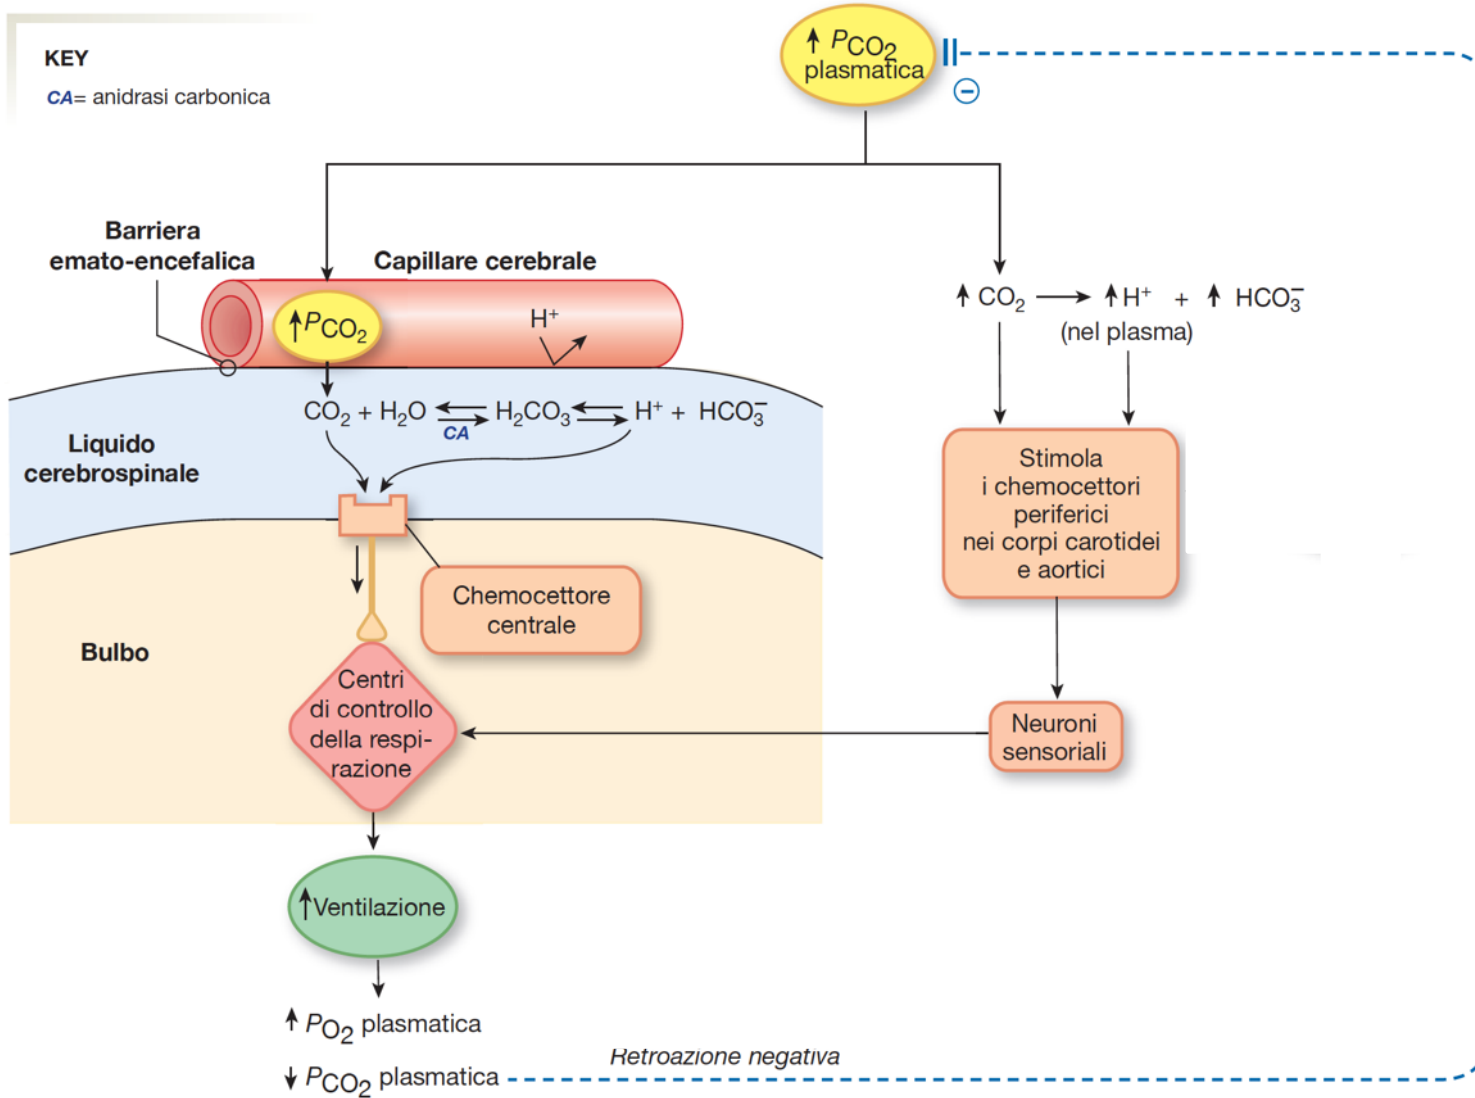 KEY
CA= anidrasi carbonica
↑ PCO₂
plasmatica
−
Barriera
emato-encefalica
Capillare cerebrale
↑PCO₂
H⁺
↑ CO₂ → ↑ H⁺ + ↑ HCO₃⁻
(nel plasma)
CO₂ + H₂O ⇄ H₂CO₃ ⇄ H⁺ + HCO₃⁻
CA
Liquido
cerebrospinale
Stimola
i chemocettori
periferici
nei corpi carotidei
e aortici
Chemocettore
centrale
Bulbo
Centri
di controllo
della respi-
razione
Neuroni
sensoriali
↑Ventilazione
↑ PO₂ plasmatica
Retroazione negativa
↓ PCO₂ plasmatica